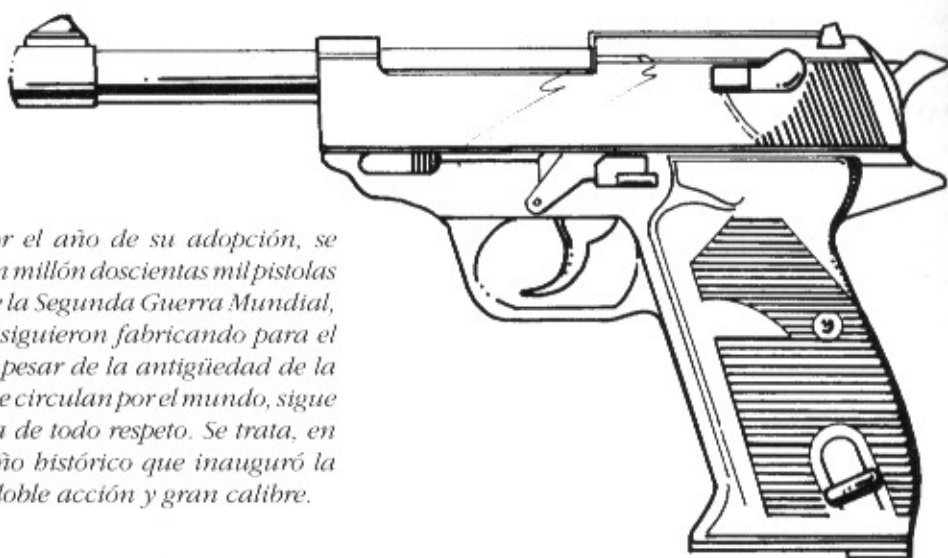 r el año de su adopción, se
n millón doscientas mil pistolas
e la Segunda Guerra Mundial,
siguieron fabricando para el
pesar de la antigüedad de la
e circulan por el mundo, sigue
a de todo respeto. Se trata, en
ño histórico que inauguró la
doble acción y gran calibre.